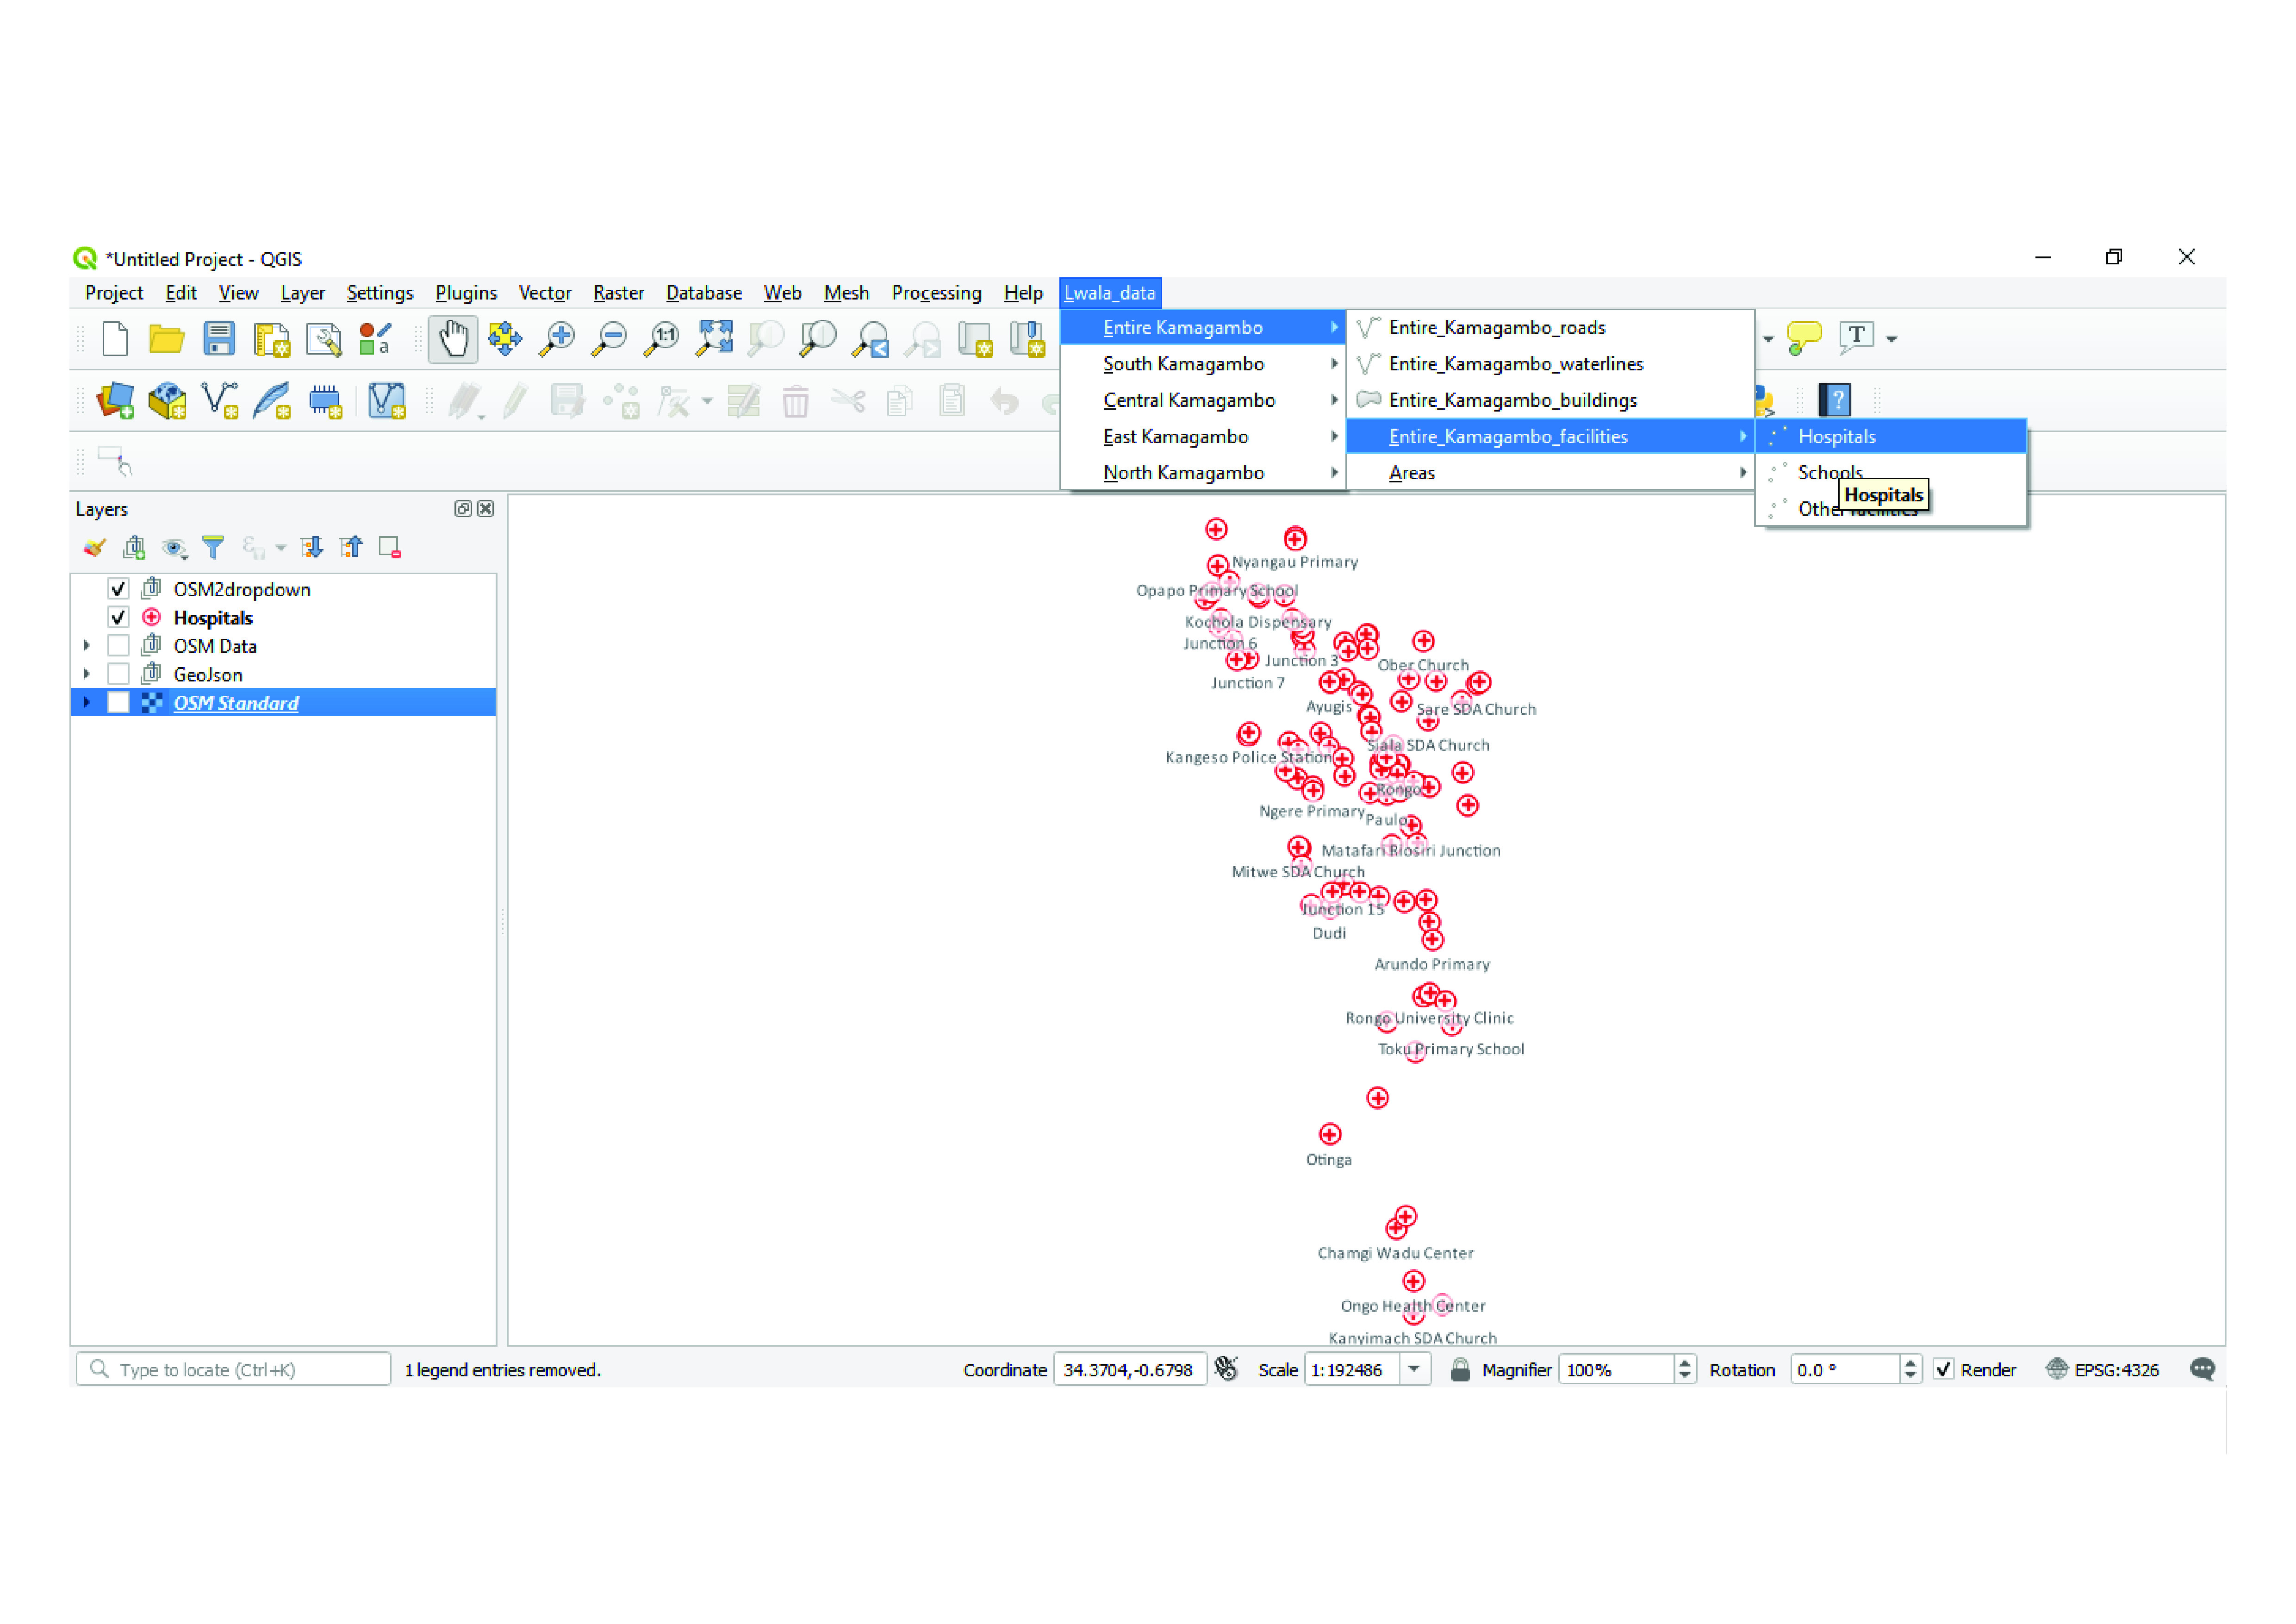 *Untitled Project - QGIS
Project Edit View Layer Settings Plugins Vector Raster Database Web Mesh Processing Help Lwala_data
Entire Kamagambo
South Kamagambo
Central Kamagambo
East Kamagambo
North Kamagambo
Entire_Kamagambo_roads
Entire_Kamagambo_waterlines
Entire_Kamagambo_buildings
Entire_Kamagambo_facilities
Areas
Hospitals
Schools
Hospitals
Other facilities
1:1
a
T
?
Layers
OSM2dropdown
Hospitals
OSM Data
GeoJson
OSM Standard
Nyangau Primary
Opapo Primary School
Kochola Dispensary
Junction 6
Junction 3
Ober Church
Junction 7
Ayugis
Sare SDA Church
Siala SDA Church
Kangeso Police Station
Rongo
Ngere Primary
Paulo
Matafari Riosiri Junction
Mitwe SDA Church
Junction 15
Dudi
Arundo Primary
Rongo University Clinic
Toku Primary School
Otinga
Chamgi Wadu Center
Ongo Health Center
Kanyimach SDA Church
Type to locate (Ctrl+K) 1 legend entries removed. Coordinate 34.3704,-0.6798 Scale 1:192486 Magnifier 100% Rotation 0.0 ° Render EPSG:4326